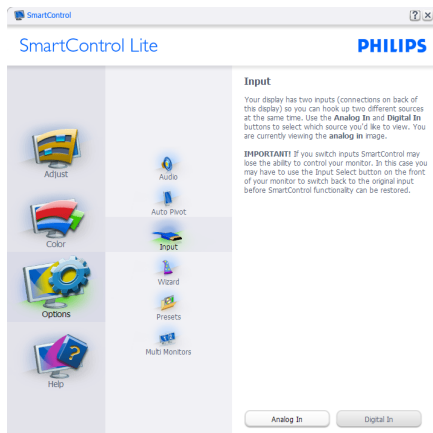 SmartControl
SmartControl Lite
PHILIPS
Adjust
Color
Options
Help
Audio
Auto Pivot
Input
Wizard
Presets
Multi Monitors
Input
Your display has two inputs (connections on back of
this display) so you can hook up two different sources
at the same time. Use the Analog In and Digital In
buttons to select which source you'd like to view. You
are currently viewing the analog in image.
IMPORTANT! If you switch inputs SmartControl may
lose the ability to control your monitor. In this case you
may have to use the Input Select button on the front
of your monitor to switch back to the original input
before SmartControl functionality can be restored.
Analog In
Digital In